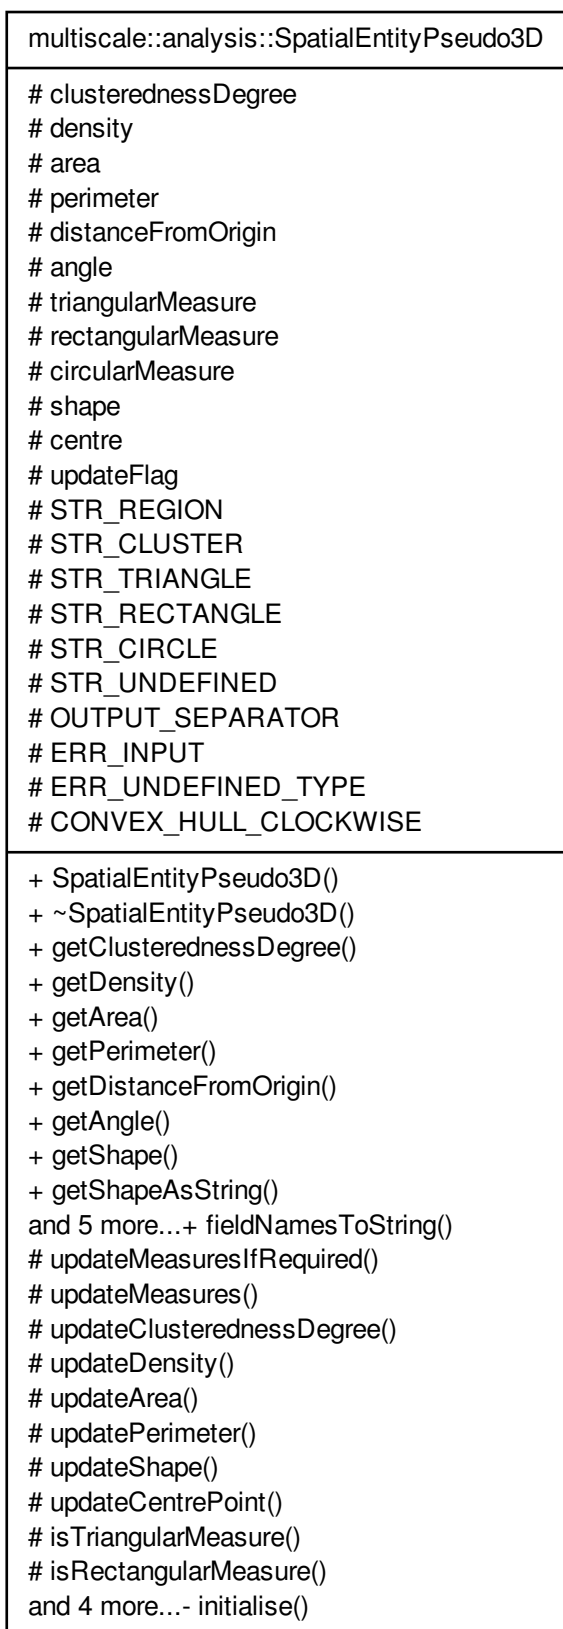 multiscale::analysis::SpatialEntityPseudo3D
# clusterednessDegree
# density
# area
# perimeter
# distanceFromOrigin
# angle
# triangularMeasure
# rectangularMeasure
# circularMeasure
# shape
# centre
# updateFlag
# STR_REGION
# STR_CLUSTER
# STR_TRIANGLE
# STR_RECTANGLE
# STR_CIRCLE
# STR_UNDEFINED
# OUTPUT_SEPARATOR
# ERR_INPUT
# ERR_UNDEFINED_TYPE
# CONVEX_HULL_CLOCKWISE
+ SpatialEntityPseudo3D()
+ ~SpatialEntityPseudo3D()
+ getClusterednessDegree()
+ getDensity()
+ getArea()
+ getPerimeter()
+ getDistanceFromOrigin()
+ getAngle()
+ getShape()
+ getShapeAsString()
and 5 more...+ fieldNamesToString()
# updateMeasuresIfRequired()
# updateMeasures()
# updateClusterednessDegree()
# updateDensity()
# updateArea()
# updatePerimeter()
# updateShape()
# updateCentrePoint()
# isTriangularMeasure()
# isRectangularMeasure()
and 4 more...- initialise()